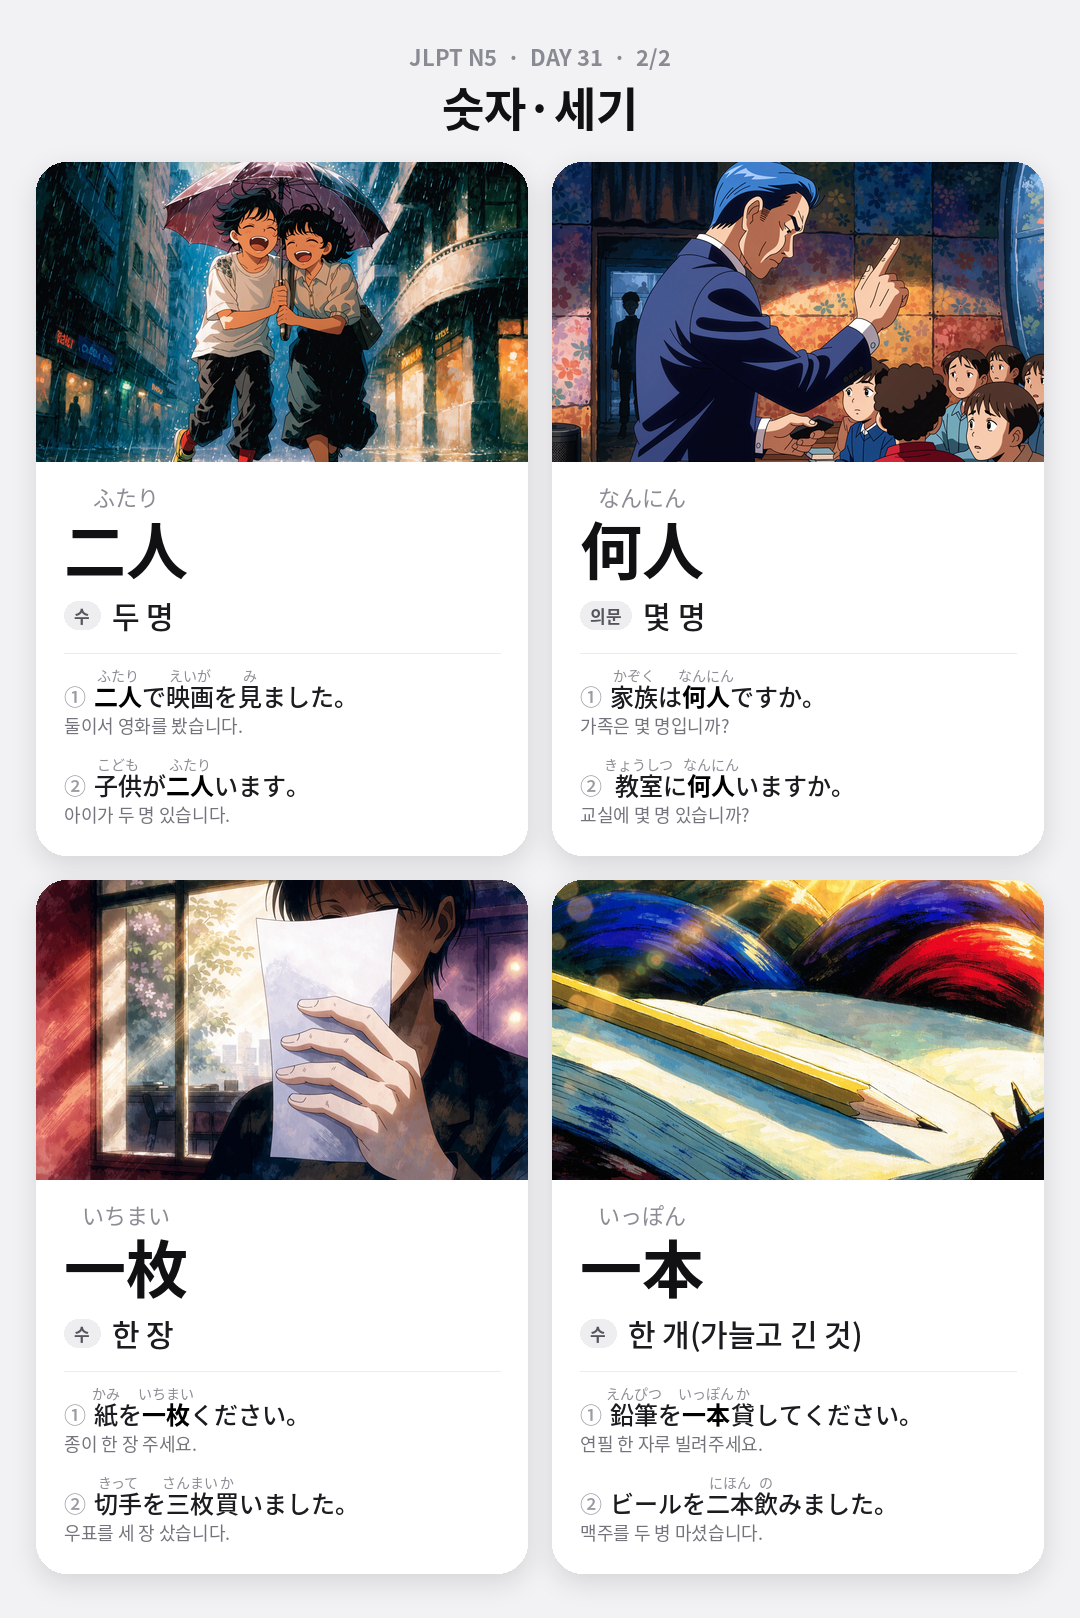 JLPT N5 · DAY 31 · 2/2
숫자·세기
ふたり
二人
수 두 명
ふたり えいが み
① 二人で映画を見ました。
둘이서 영화를 봤습니다.
こども ふたり
② 子供が二人います。
아이가 두 명 있습니다.
なんにん
何人
의문 몇 명
かぞく なんにん
① 家族は何人ですか。
가족은 몇 명입니까?
きょうしつ なんにん
② 教室に何人いますか。
교실에 몇 명 있습니까?
いちまい
一枚
수 한 장
かみ いちまい
① 紙を一枚ください。
종이 한 장 주세요.
きって さんまい か
② 切手を三枚買いました。
우표를 세 장 샀습니다.
いっぽん
一本
수 한 개(가늘고 긴 것)
えんぴつ いっぽん か
① 鉛筆を一本貸してください。
연필 한 자루 빌려주세요.
にほん の
② ビールを二本飲みました。
맥주를 두 병 마셨습니다.